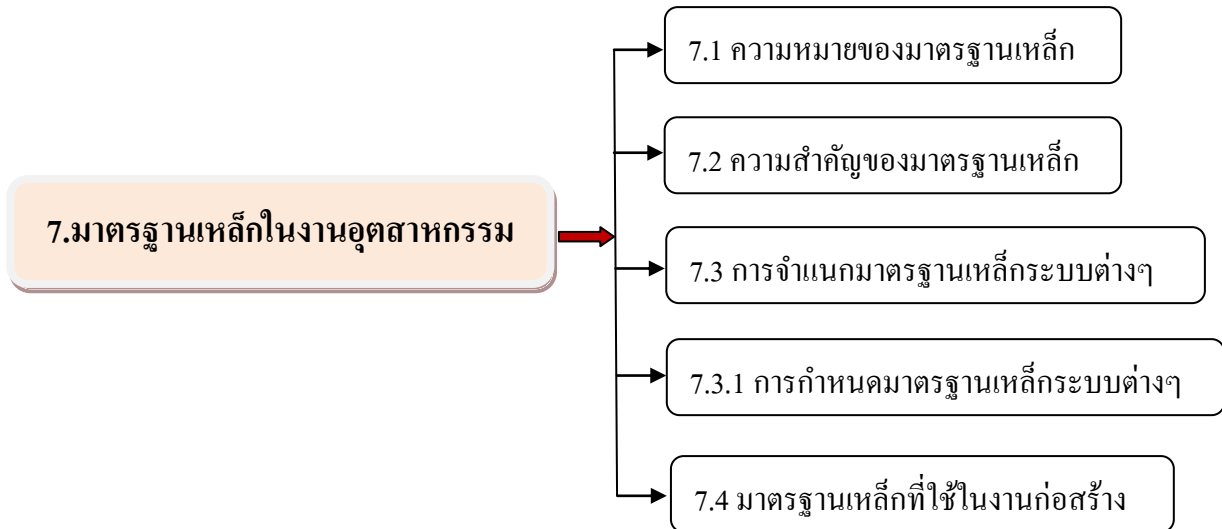 7.1 ความหมายของมาตรฐานเหล็ก
7.2 ความสำคัญของมาตรฐานเหล็ก
7.มาตรฐานเหล็กในงานอุตสาหกรรม
7.3 การจำแนกมาตรฐานเหล็กระบบต่างๆ
7.3.1 การกำหนดมาตรฐานเหล็กระบบต่างๆ
7.4 มาตรฐานเหล็กที่ใช้ในงานก่อสร้าง